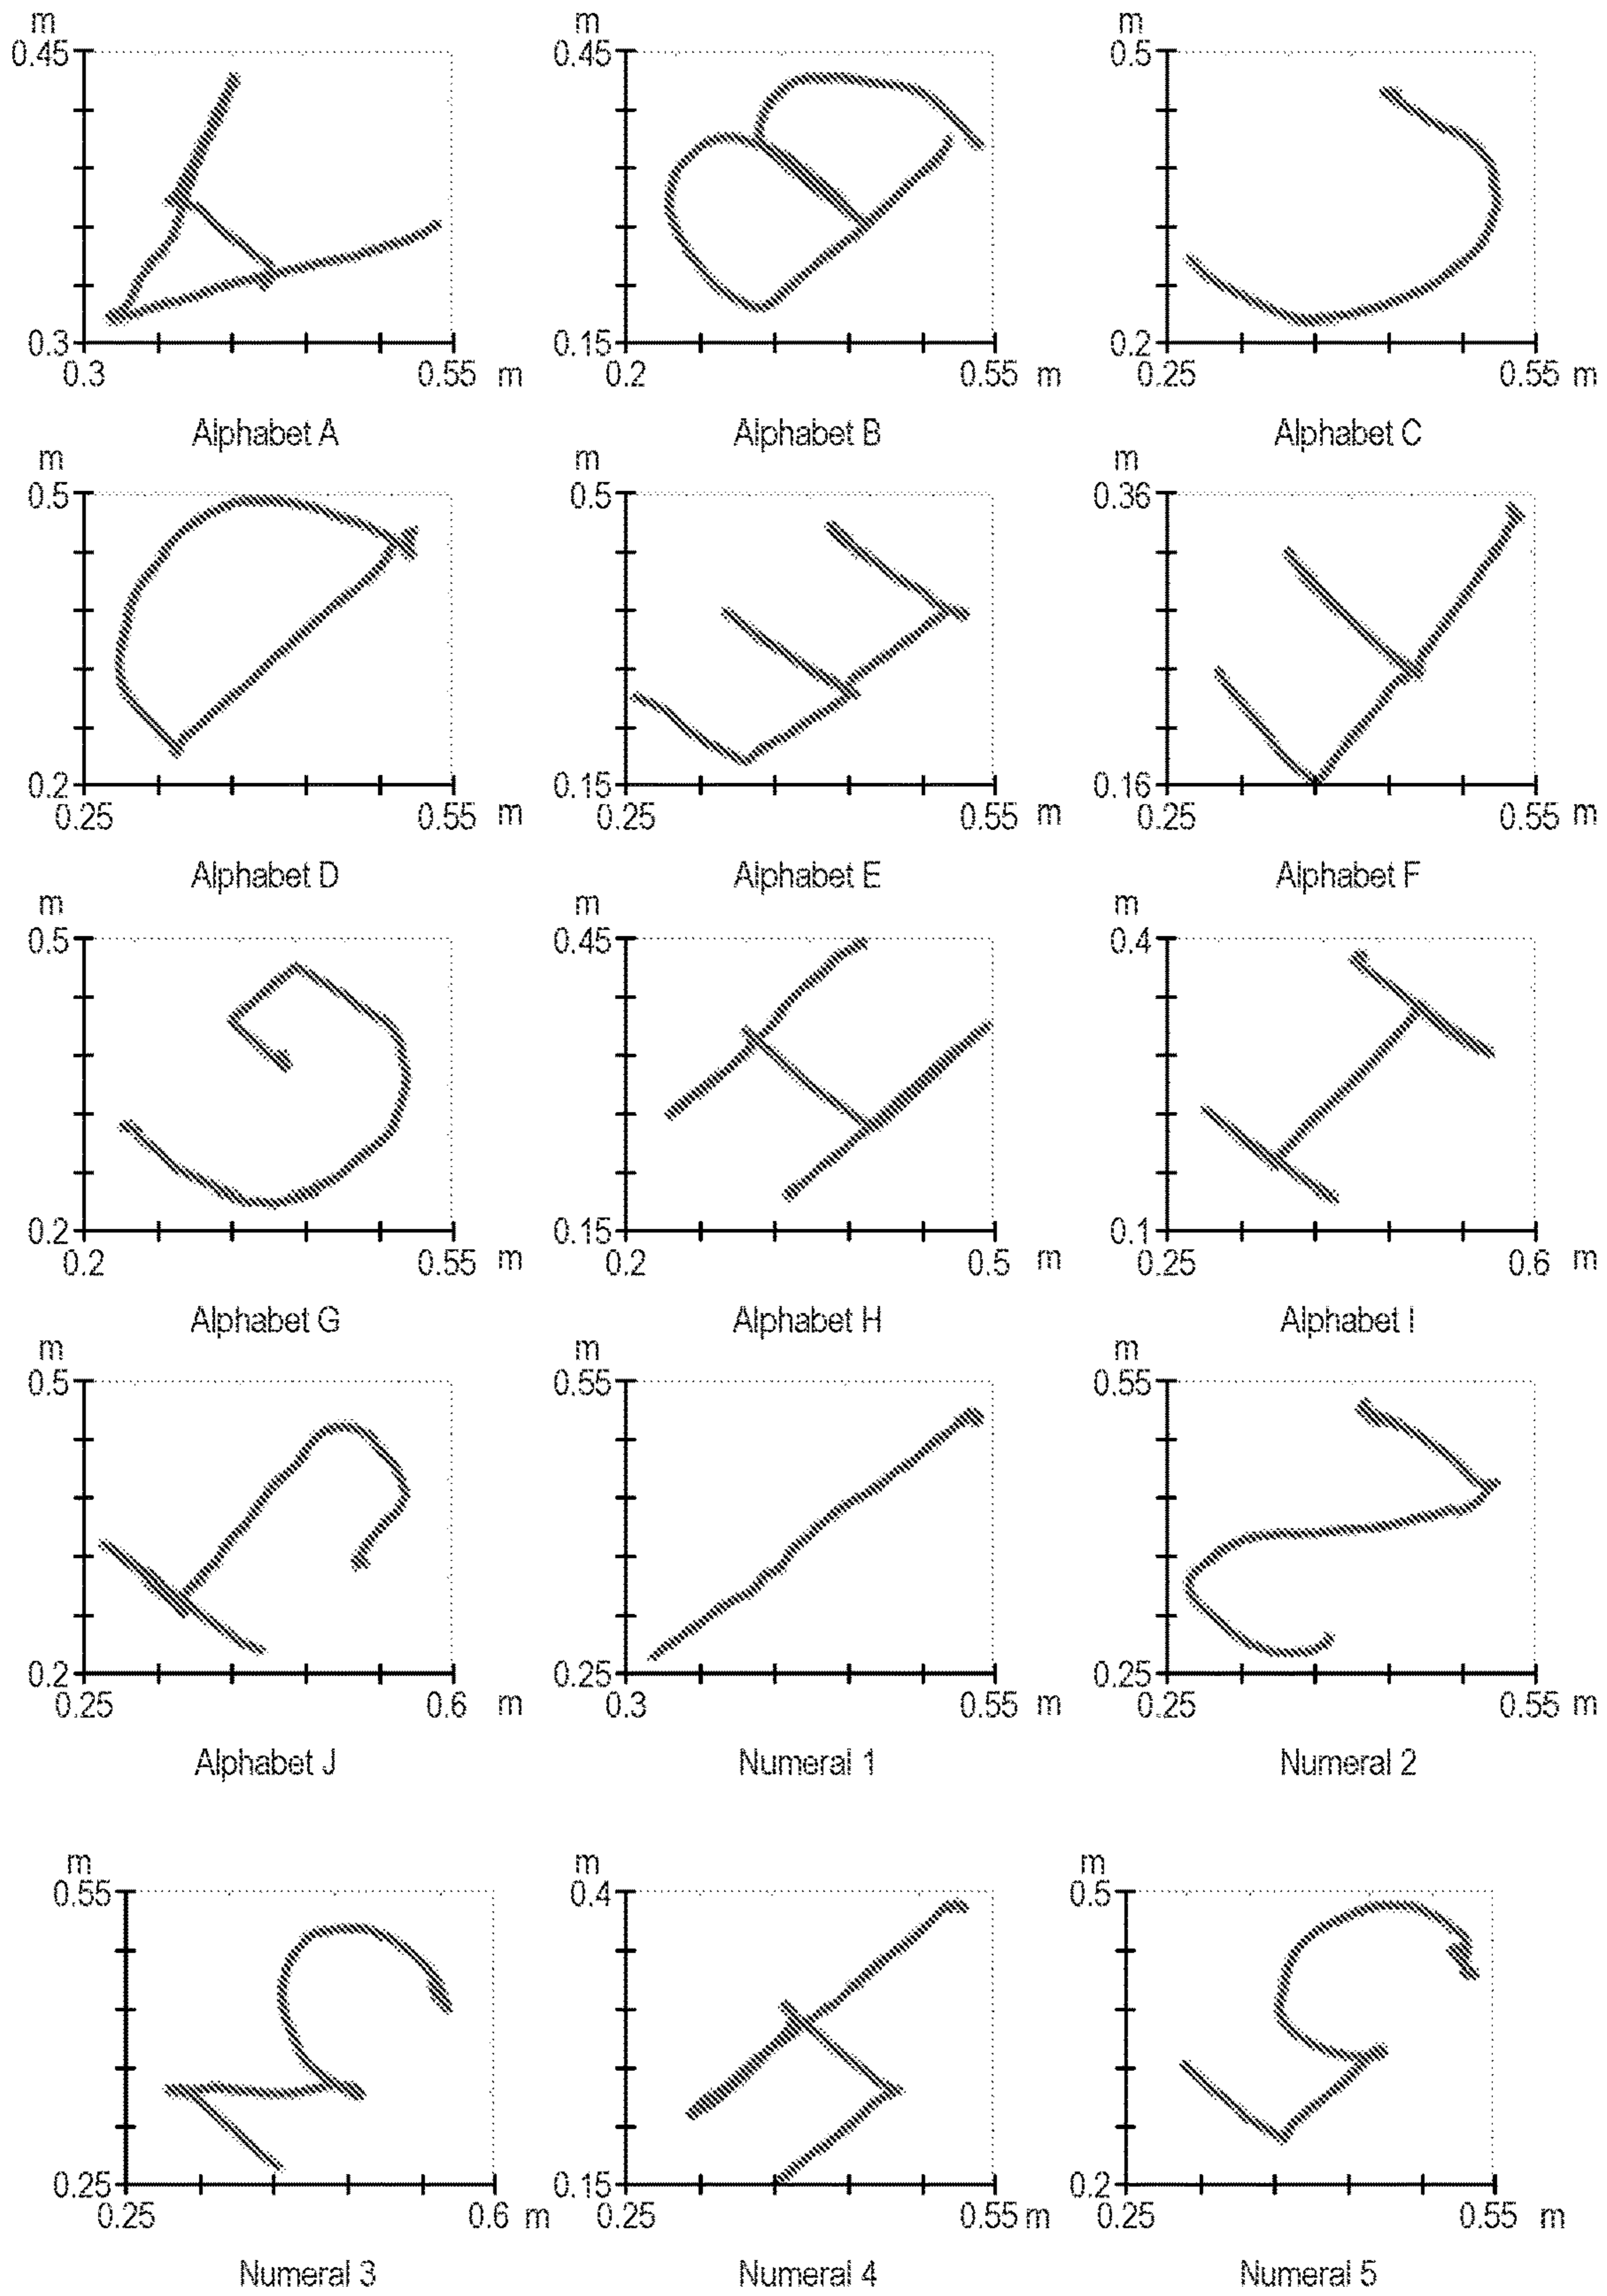 m m m
0.45 0.45 0.5
0.3 0.15 0.2
0.3 0.55 m 0.2 0.55 m 0.25 0.55 m
Alphabet A Alphabet B Alphabet C
m m m
0.5 0.5 0.36
0.2 0.15 0.16
0.25 0.55 m 0.25 0.55 m 0.25 0.55 m
Alphabet D Alphabet E Alphabet F
m m m
0.5 0.45 0.4
0.2 0.15 0.1
0.2 0.55 m 0.2 0.5 m 0.25 0.6 m
Alphabet G Alphabet H Alphabet I
m m m
0.5 0.55 0.55
0.2 0.25 0.25
0.25 0.6 m 0.3 0.55 m 0.25 0.55 m
Alphabet J Numeral 1 Numeral 2
m m m
0.55 0.4 0.5
0.25 0.15 0.2
0.25 0.6 m 0.25 0.55 m 0.25 0.55 m
Numeral 3 Numeral 4 Numeral 5